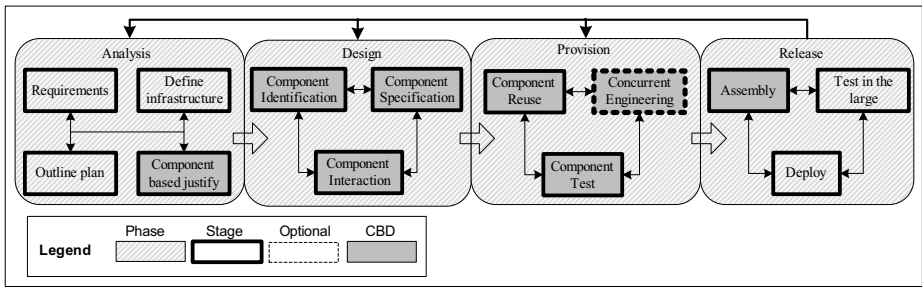 Analysis
Requirements
Define
infrastructure
Outline plan
Component
based justify
Design
Component
Identification
Component
Specification
Component
Interaction
Provision
Component
Reuse
Concurrent
Engineering
Component
Test
Release
Assembly
Test in the
large
Deploy
Legend
Phase
Stage
Optional
CBD